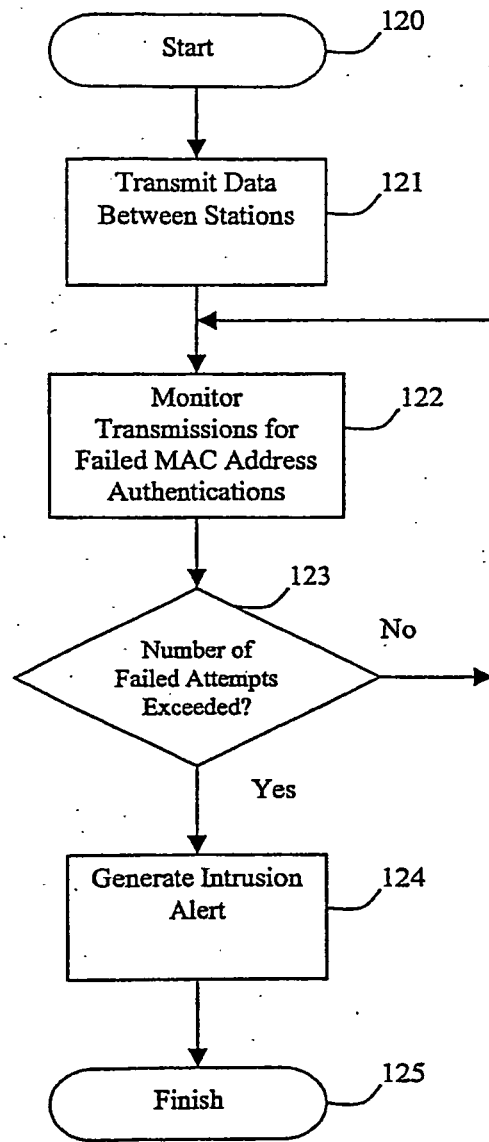 Start
120
Transmit Data
Between Stations
121
Monitor
Transmissions for
Failed MAC Address
Authentications
122
123
Number of
Failed Attempts
Exceeded?
No
Yes
Generate Intrusion
Alert
124
Finish
125